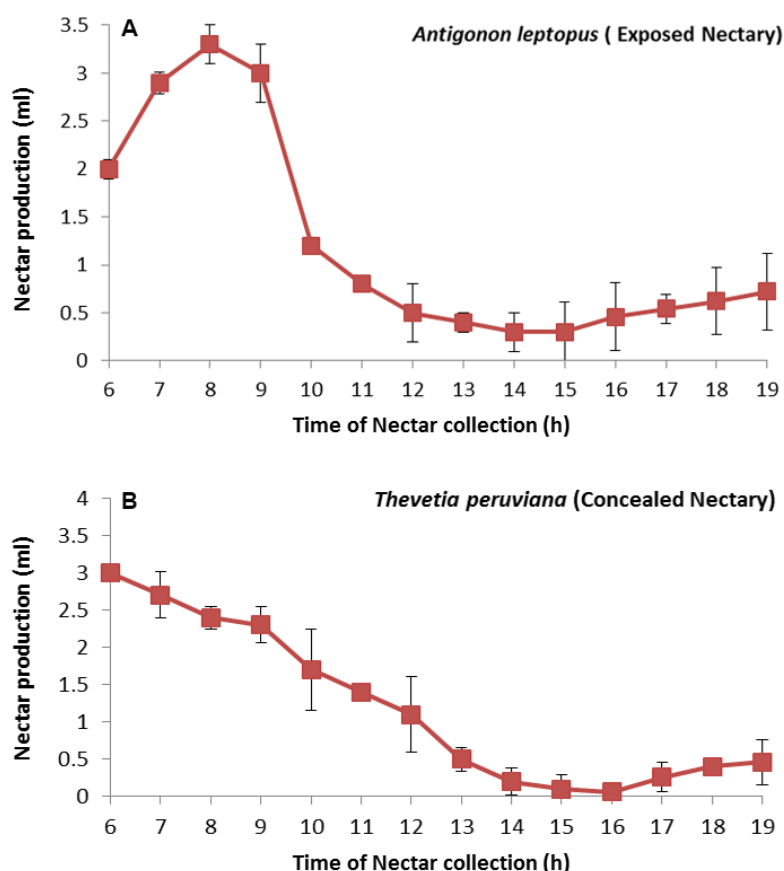 A
Antigonon leptopus ( Exposed Nectary)
Nectar production (ml)
3.5
3
2.5
2
1.5
1
0.5
0
6 7 8 9 10 11 12 13 14 15 16 17 18 19
Time of Nectar collection (h)
B
Thevetia peruviana (Concealed Nectary)
Nectar production (ml)
4
3.5
3
2.5
2
1.5
1
0.5
0
6 7 8 9 10 11 12 13 14 15 16 17 18 19
Time of Nectar collection (h)